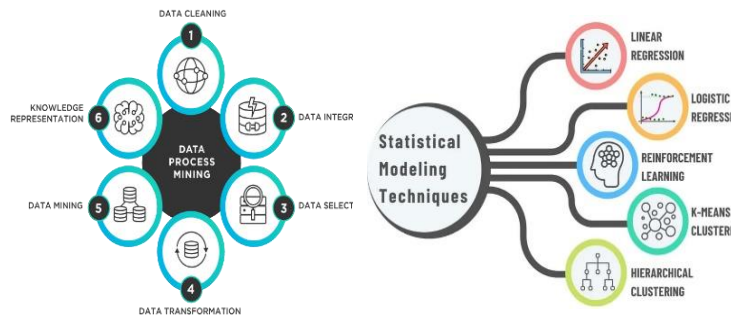 DATA CLEANING
1
KNOWLEDGE
REPRESENTATION
6
2
DATA INTEGR
DATA
PROCESS
MINING
DATA MINING
5
3
DATA SELECT
4
DATA TRANSFORMATION
Statistical
Modeling
Techniques
LINEAR
REGRESSION
LOGISTIC
REGRESSI
REINFORCEMENT
LEARNING
K-MEANS
CLUSTERI
HIERARCHICAL
CLUSTERING